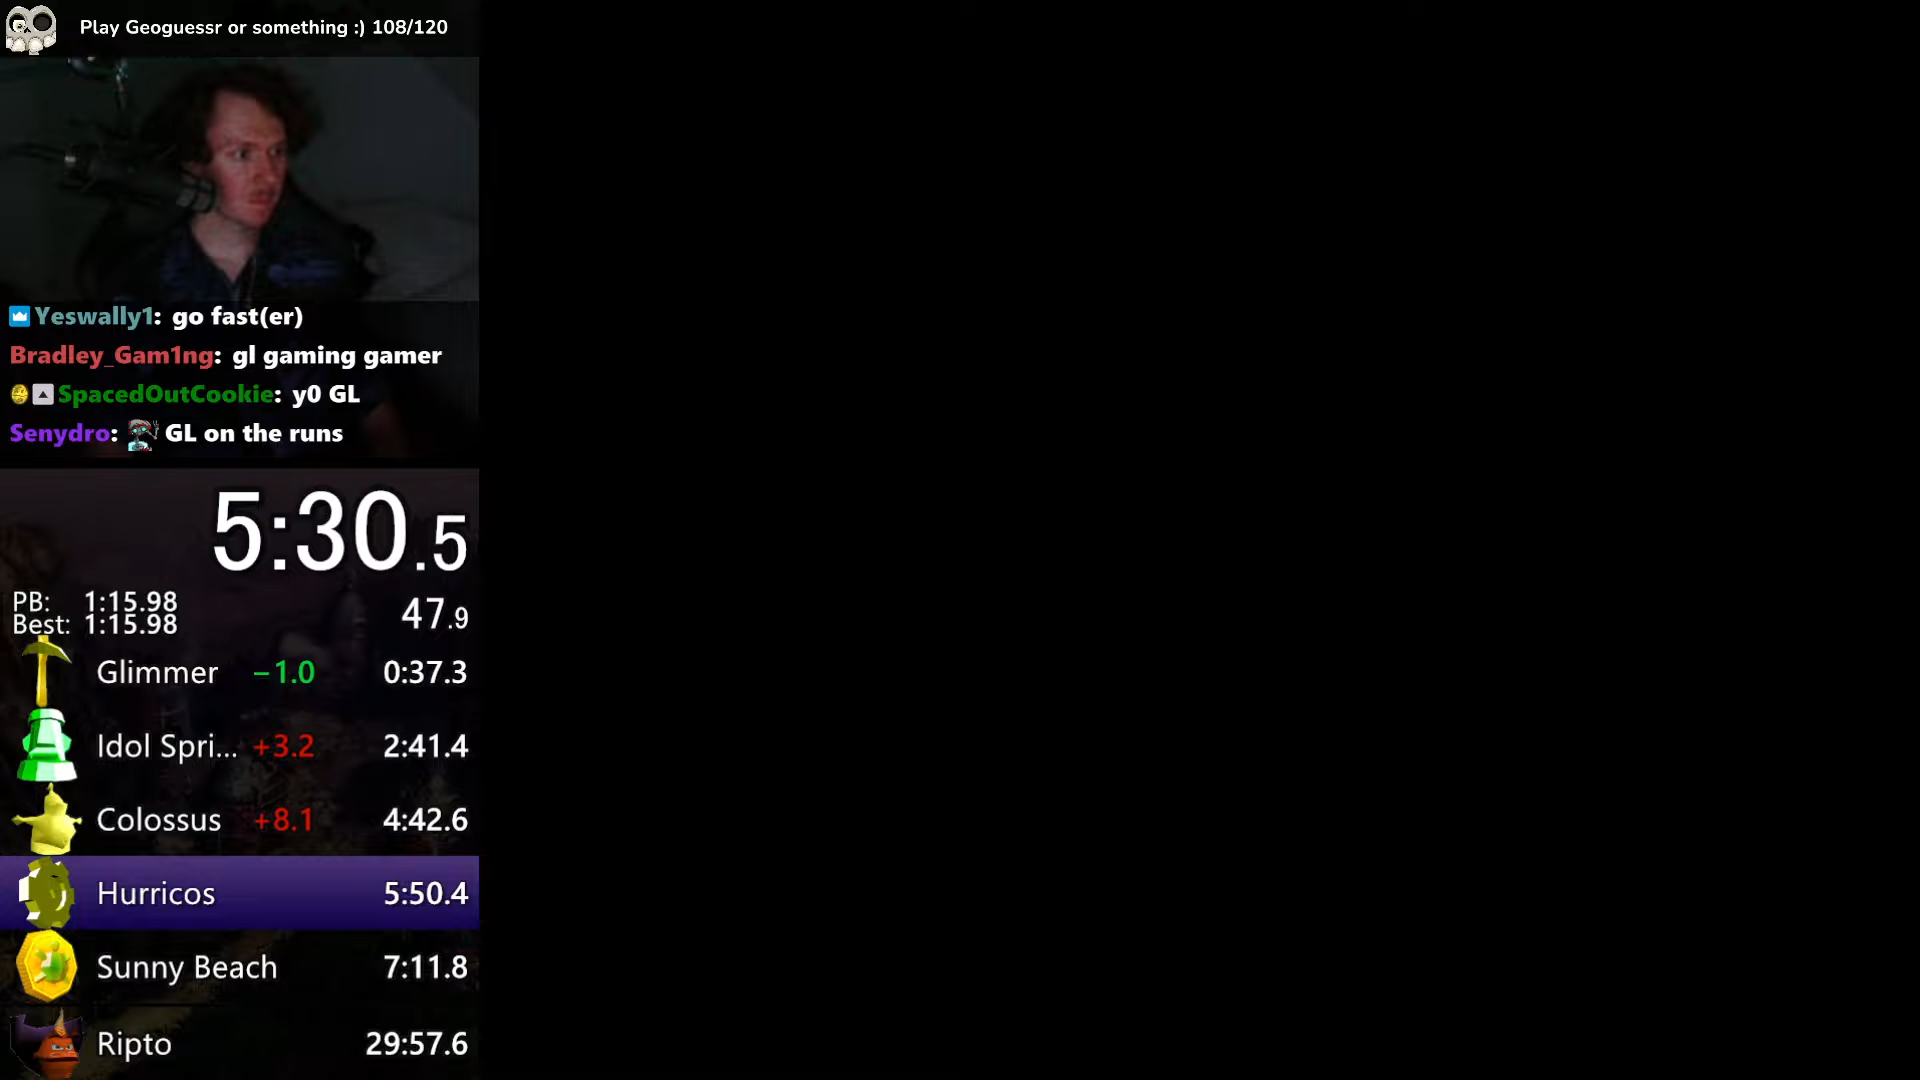 Play Geoguessr or something :) 108/120
Yeswally1: go fast(er)
Bradley_Gam1ng: gl gaming gamer
SpacedOutCookie: y0 GL
Senydro: GL on the runs
5:30.5
PB: 1:15.98
Best: 1:15.98
47.9
Glimmer -1.0 0:37.3
Idol Spri... +3.2 2:41.4
Colossus +8.1 4:42.6
Hurricos 5:50.4
Sunny Beach 7:11.8
Ripto 29:57.6